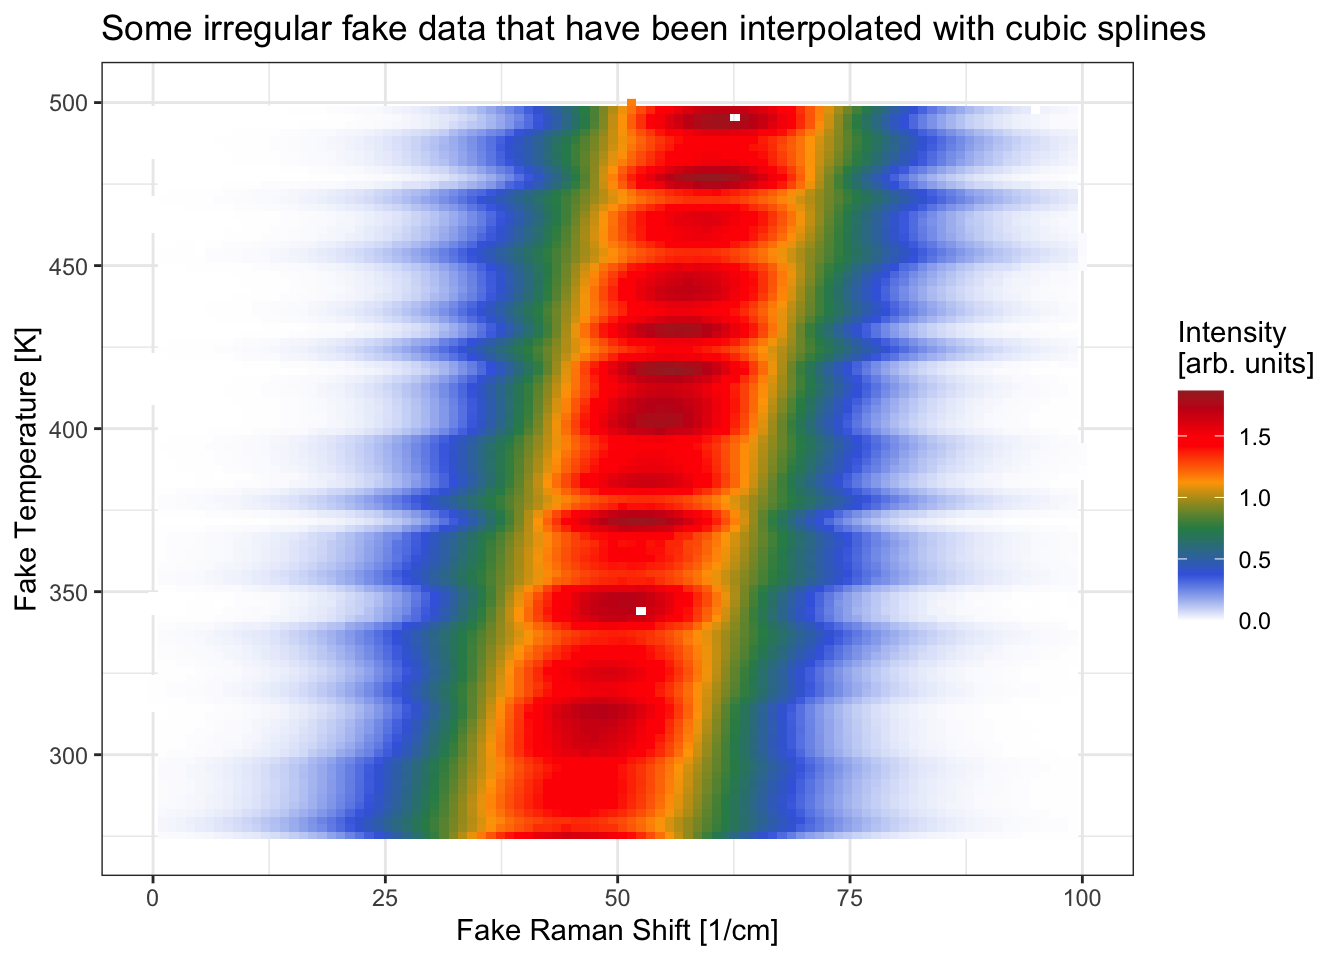 Some irregular fake data that have been interpolated with cubic splines
500
450
400
350
300
Fake Temperature [K]
0
25
50
75
100
Fake Raman Shift [1/cm]
Intensity
[arb. units]
1.5
1.0
0.5
0.0